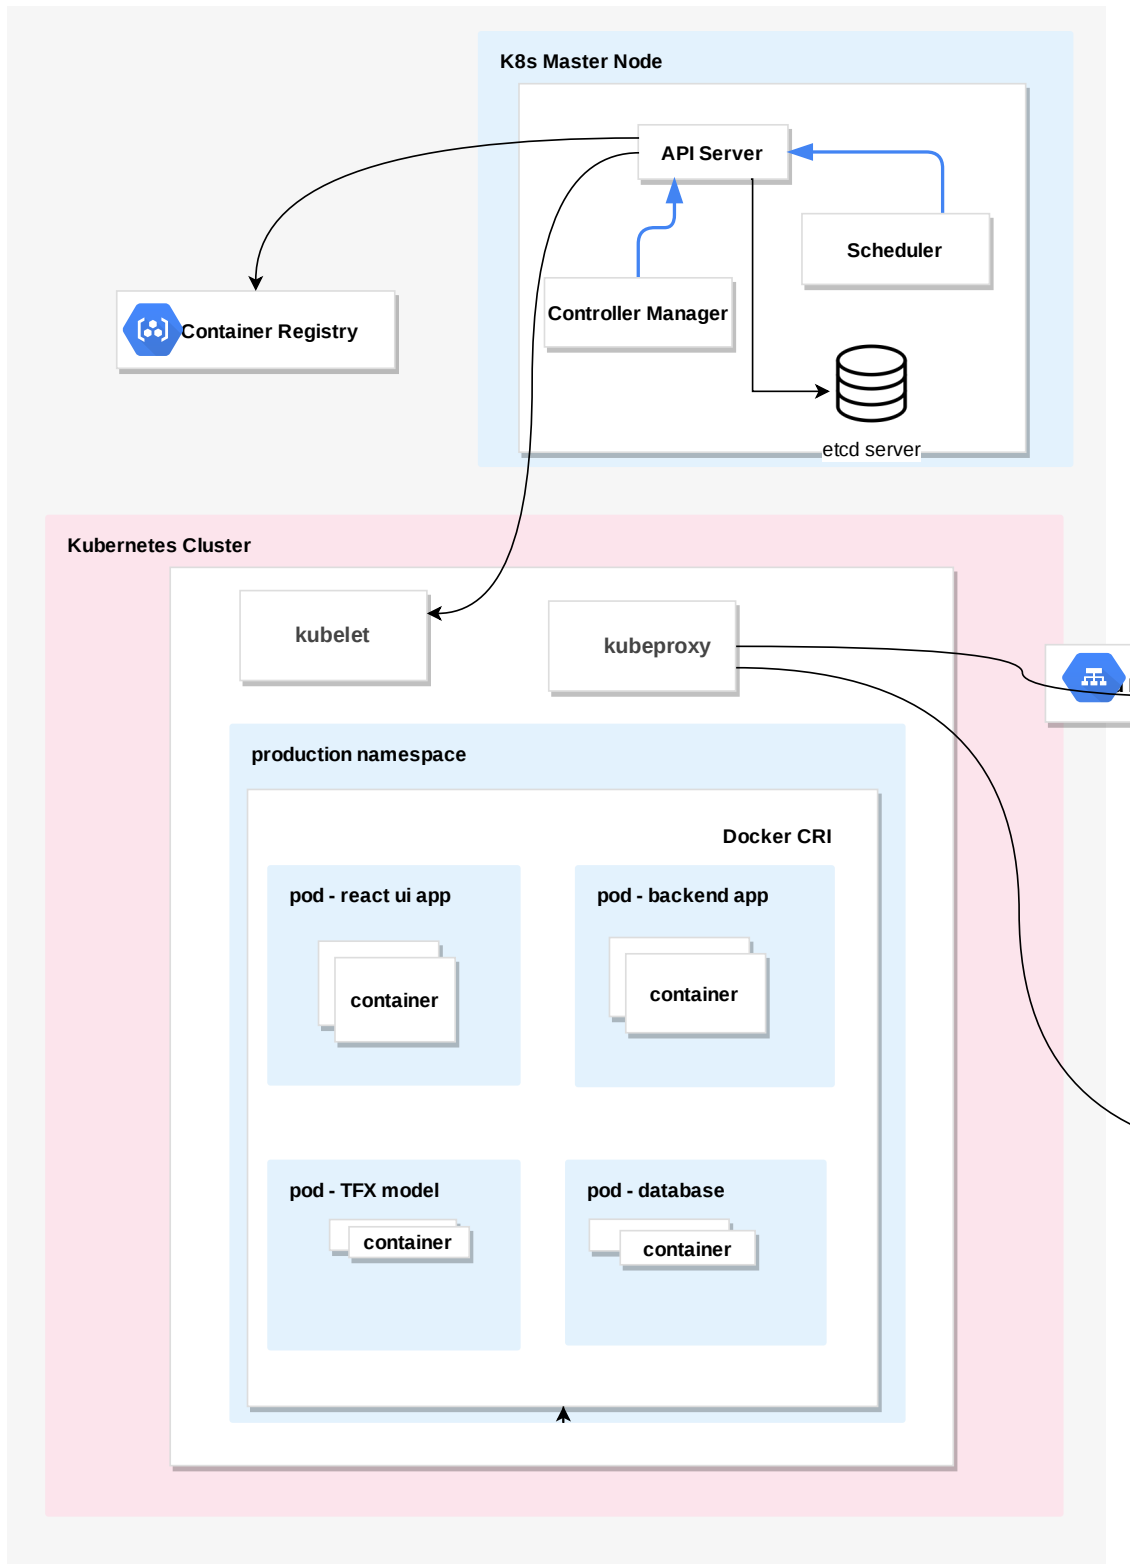 K8s Master Node
API Server
Scheduler
Controller Manager
Container Registry
etcd server
Kubernetes Cluster
kubelet
kubeproxy
production namespace
Docker CRI
pod - react ui app
pod - backend app
container
container
pod - TFX model
pod - database
container
container